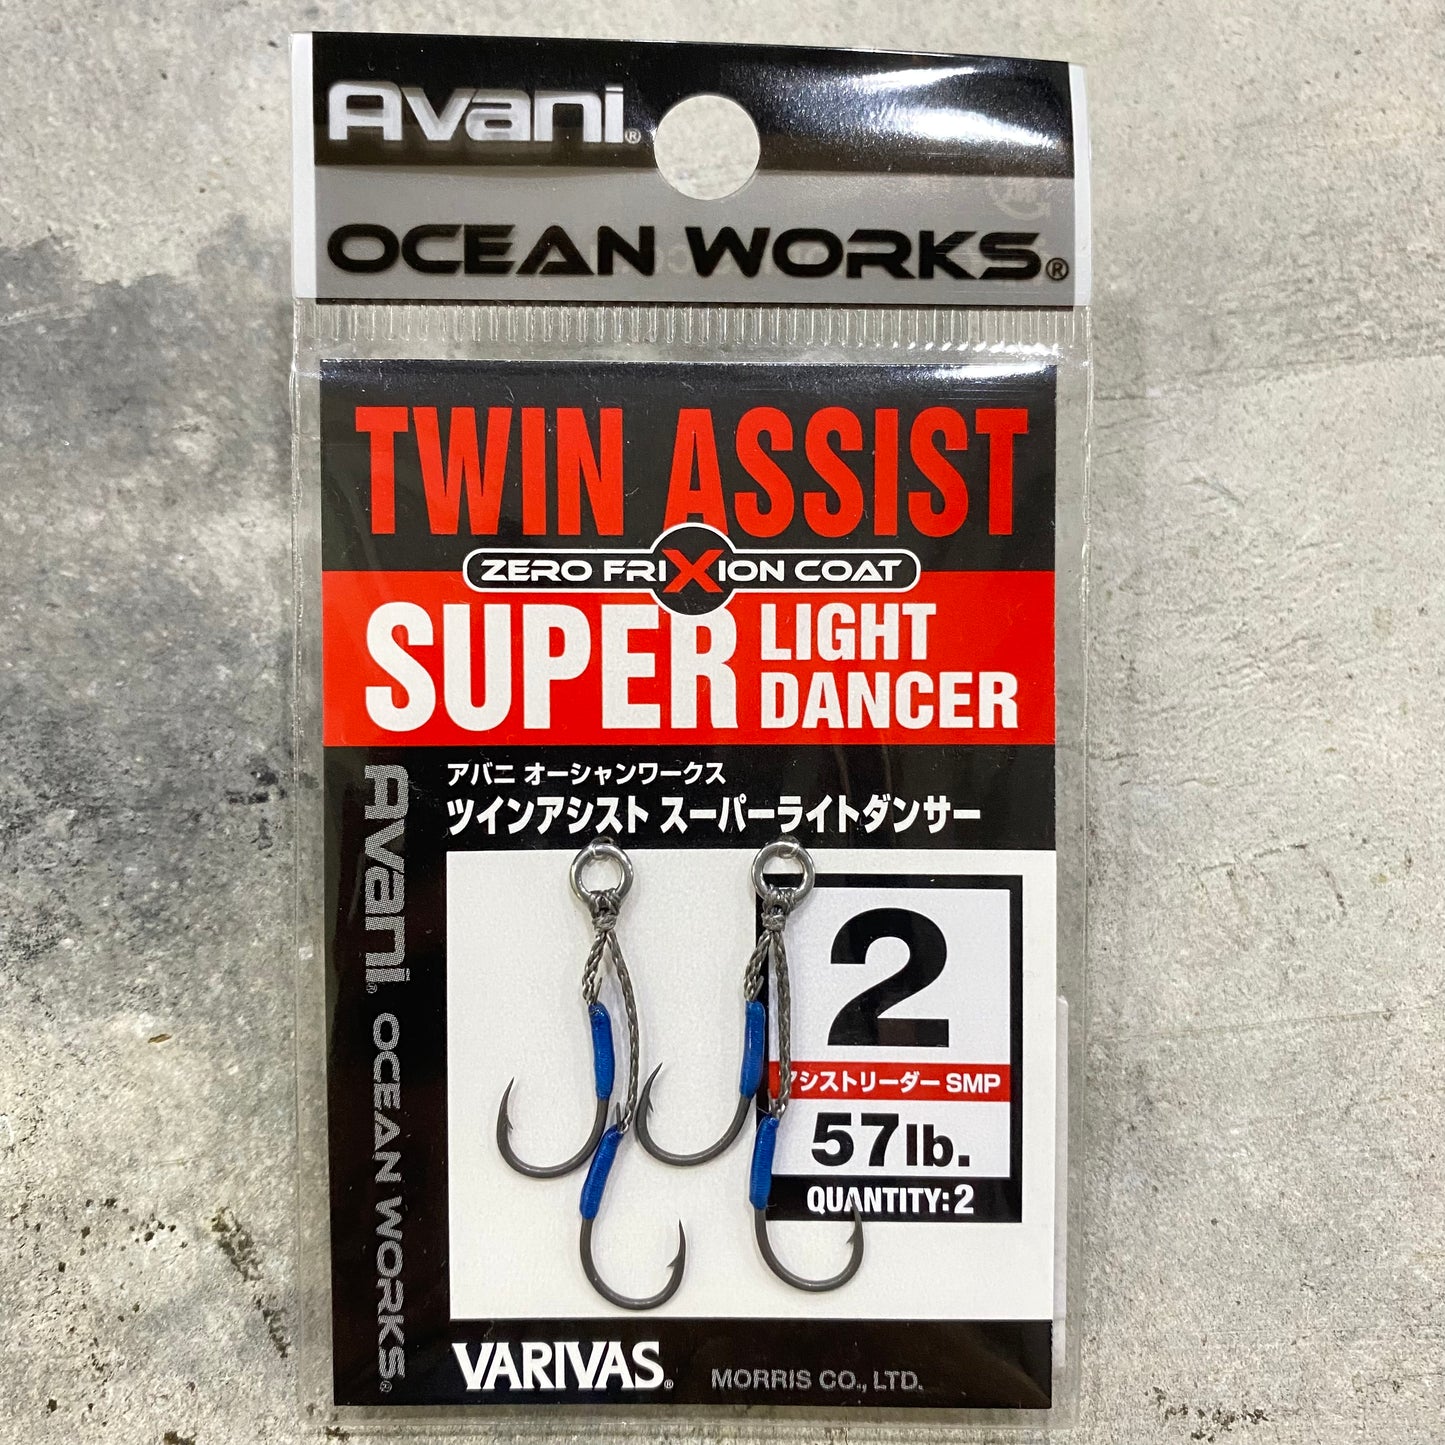 Avani®
OCEAN WORKS®
TWIN ASSIST
ZERO FRIXION COAT
SUPER LIGHT DANCER
アバニ オーシャンワークス
ツインアシスト スーパーライトダンサー
2
アシストリーダー SMP
57lb.
QUANTITY:2
Avani® OCEAN WORKS®
VARIVAS®
MORRIS CO., LTD.